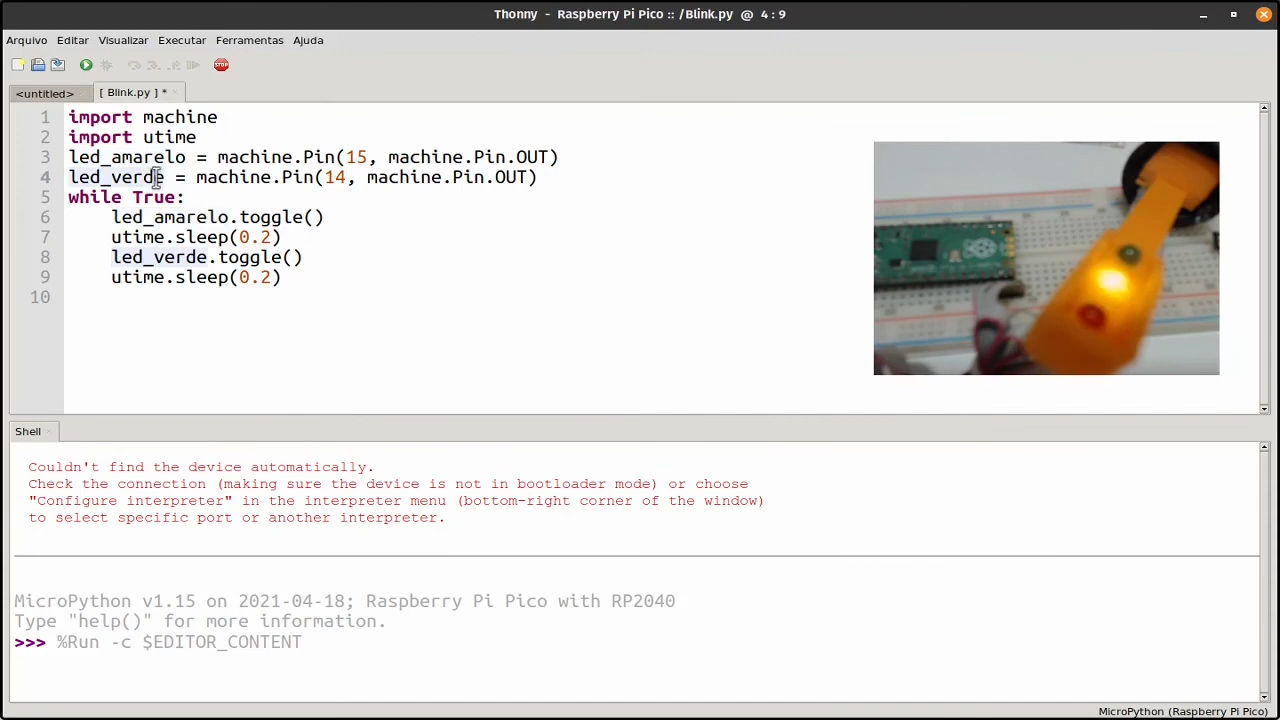 Thonny - Raspberry Pi Pico :: /Blink.py @ 4 : 9
Arquivo Editar Visualizar Executar Ferramentas Ajuda
STOP
<untitled> [ Blink.py ] *
1 import machine
2 import utime
3 led_amarelo = machine.Pin(15, machine.Pin.OUT)
4 led_verde = machine.Pin(14, machine.Pin.OUT)
5 while True:
6 led_amarelo.toggle()
7 utime.sleep(0.2)
8 led_verde.toggle()
9 utime.sleep(0.2)
10
Shell
Couldn't find the device automatically.
Check the connection (making sure the device is not in bootloader mode) or choose
"Configure interpreter" in the interpreter menu (bottom-right corner of the window)
to select specific port or another interpreter.
MicroPython v1.15 on 2021-04-18; Raspberry Pi Pico with RP2040
Type "help()" for more information.
>>> %Run -c $EDITOR_CONTENT
MicroPython (Raspberry Pi Pico)